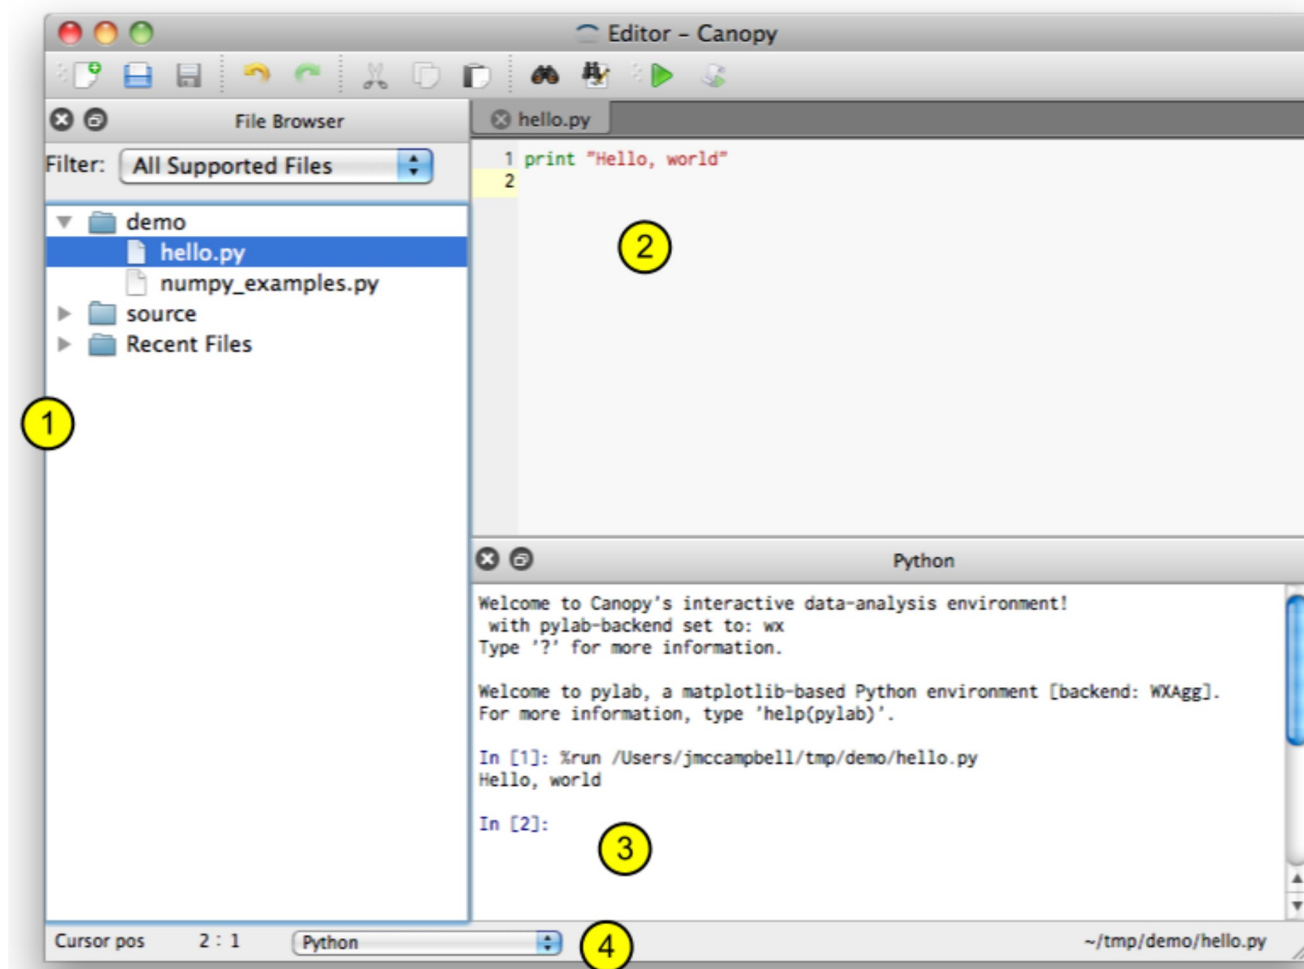 Editor – Canopy
File Browser
Filter: All Supported Files
demo
hello.py
numpy_examples.py
source
Recent Files
1
hello.py
1 print "Hello, world"
2
2
Python
Welcome to Canopy's interactive data-analysis environment!
with pylab-backend set to: wx
Type '?' for more information.
Welcome to pylab, a matplotlib-based Python environment [backend: WXAgg].
For more information, type 'help(pylab)'.
In [1]: %run /Users/jmccampbell/tmp/demo/hello.py
Hello, world
In [2]:
3
Cursor pos 2 : 1 Python 4 ~/tmp/demo/hello.py